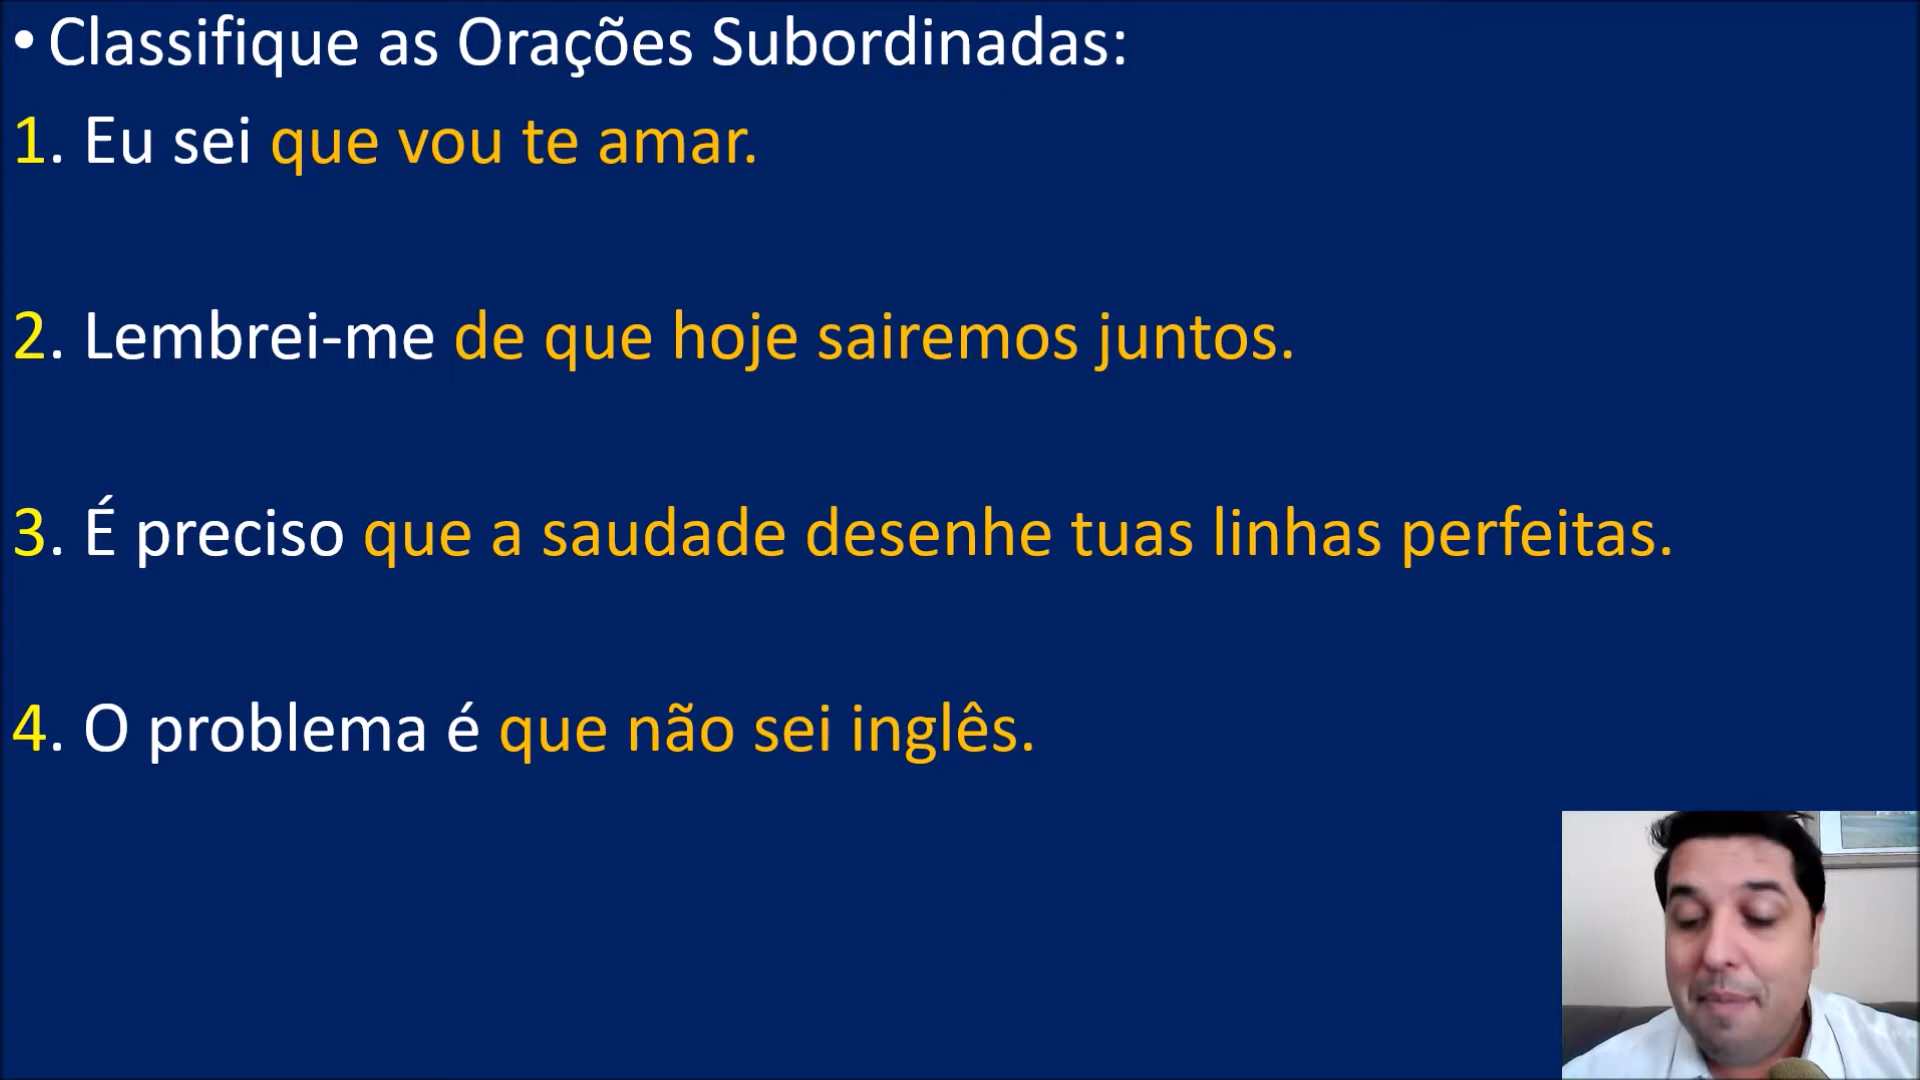 • Classifique as Orações Subordinadas:
1. Eu sei que vou te amar.
2. Lembrei-me de que hoje sairemos juntos.
3. É preciso que a saudade desenhe tuas linhas perfeitas.
4. O problema é que não sei inglês.